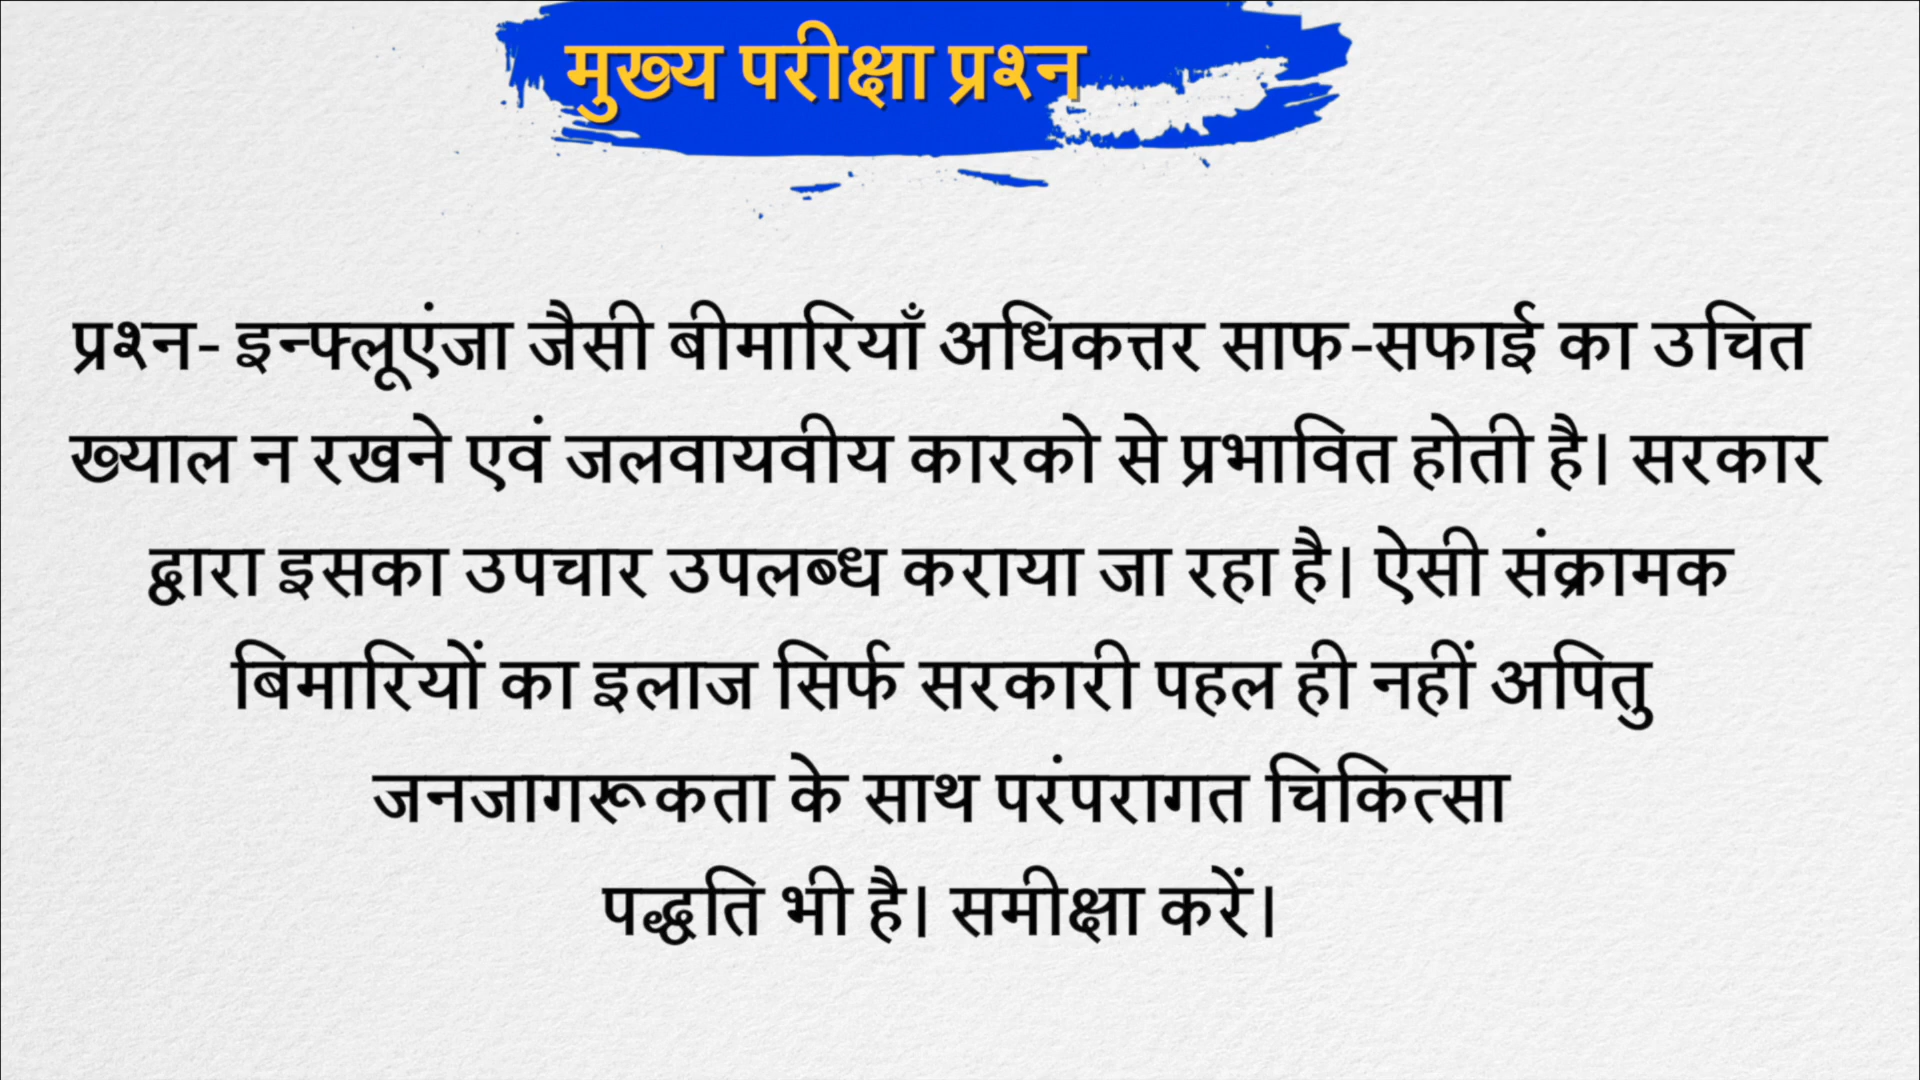 मुख्य परीक्षा प्रश्न
प्रश्न- इन्फ्लूएंजा जैसी बीमारियाँ अधिकत्तर साफ-सफाई का उचित
ख्याल न रखने एवं जलवायवीय कारको से प्रभावित होती है। सरकार
द्वारा इसका उपचार उपलब्ध कराया जा रहा है। ऐसी संक्रामक
बिमारियों का इलाज सिर्फ सरकारी पहल ही नहीं अपितु
जनजागरूकता के साथ परंपरागत चिकित्सा
पद्धति भी है। समीक्षा करें।